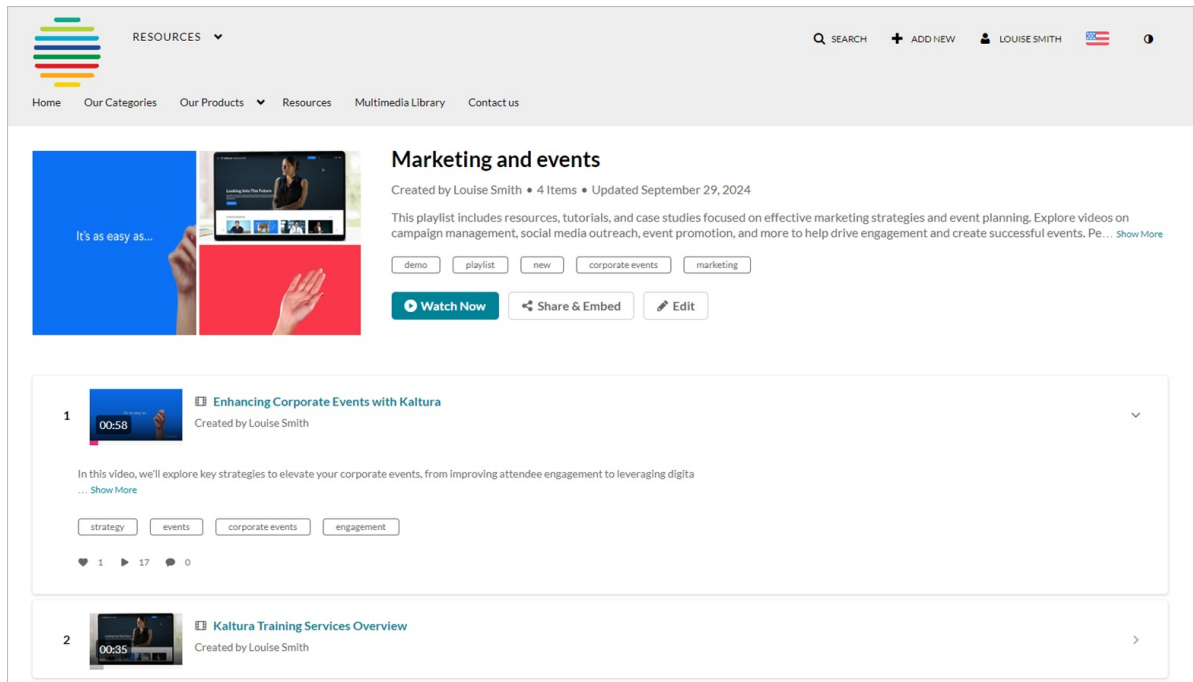 RESOURCES
SEARCH
ADD NEW
LOUISE SMITH
Home
Our Categories
Our Products
Resources
Multimedia Library
Contact us
It's as easy as...
Looking Into The Future
Marketing and events
Created by Louise Smith • 4 Items • Updated September 29, 2024
This playlist includes resources, tutorials, and case studies focused on effective marketing strategies and event planning. Explore videos on
campaign management, social media outreach, event promotion, and more to help drive engagement and create successful events. Pe... Show More
demo
playlist
new
corporate events
marketing
Watch Now
Share & Embed
Edit
1
00:58
Enhancing Corporate Events with Kaltura
Created by Louise Smith
In this video, we'll explore key strategies to elevate your corporate events, from improving attendee engagement to leveraging digita
... Show More
strategy
events
corporate events
engagement
1
17
0
2
00:35
Kaltura Training Services Overview
Created by Louise Smith